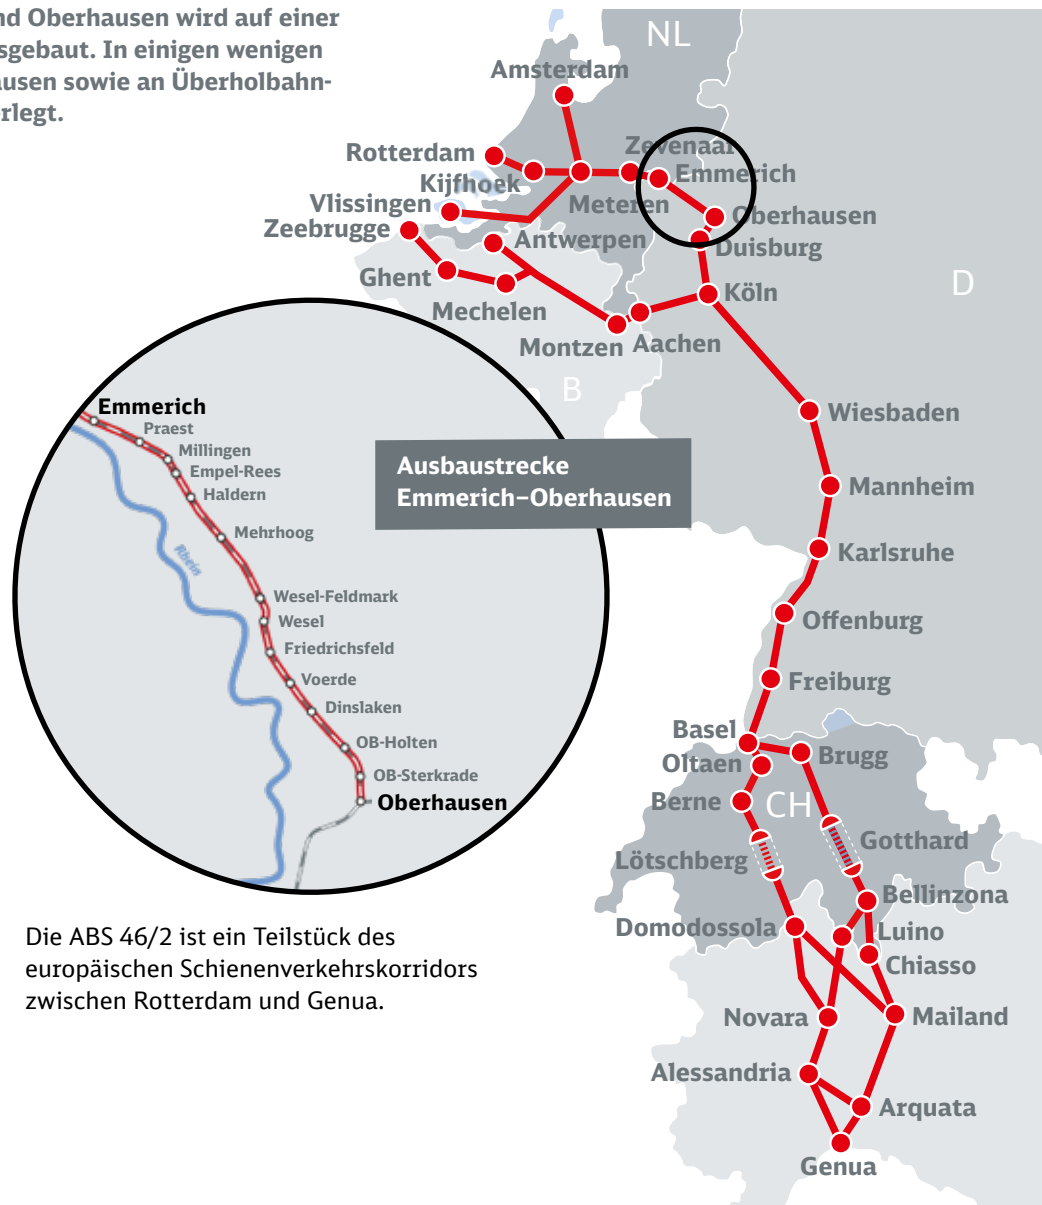 nd Oberhausen wird auf einer
sgebaut. In einigen wenigen
ausen sowie an Überholbahn-
erlegt.
NL
Amsterdam
Zevenaar
Rotterdam
Emmerich
Kijfhoek
Vlissingen
Meteren
Oberhausen
Zeebrugge
Antwerpen
Duisburg
Ghent
D
Köln
Mechelen
Montzen
Aachen
B
Wiesbaden
Ausbaustrecke
Emmerich–Oberhausen
Mannheim
Karlsruhe
Offenburg
Freiburg
Basel
Oltaen
Brugg
Berne
CH
Lötschberg
Gotthard
Bellinzona
Domodossola
Luino
Chiasso
Novara
Mailand
Alessandria
Arquata
Genua
Emmerich
Praest
Millingen
Empel-Rees
Haldern
Mehrhoog
Rhein
Wesel-Feldmark
Wesel
Friedrichsfeld
Voerde
Dinslaken
OB-Holten
OB-Sterkrade
Oberhausen
Die ABS 46/2 ist ein Teilstück des
europäischen Schienenverkehrskorridors
zwischen Rotterdam und Genua.